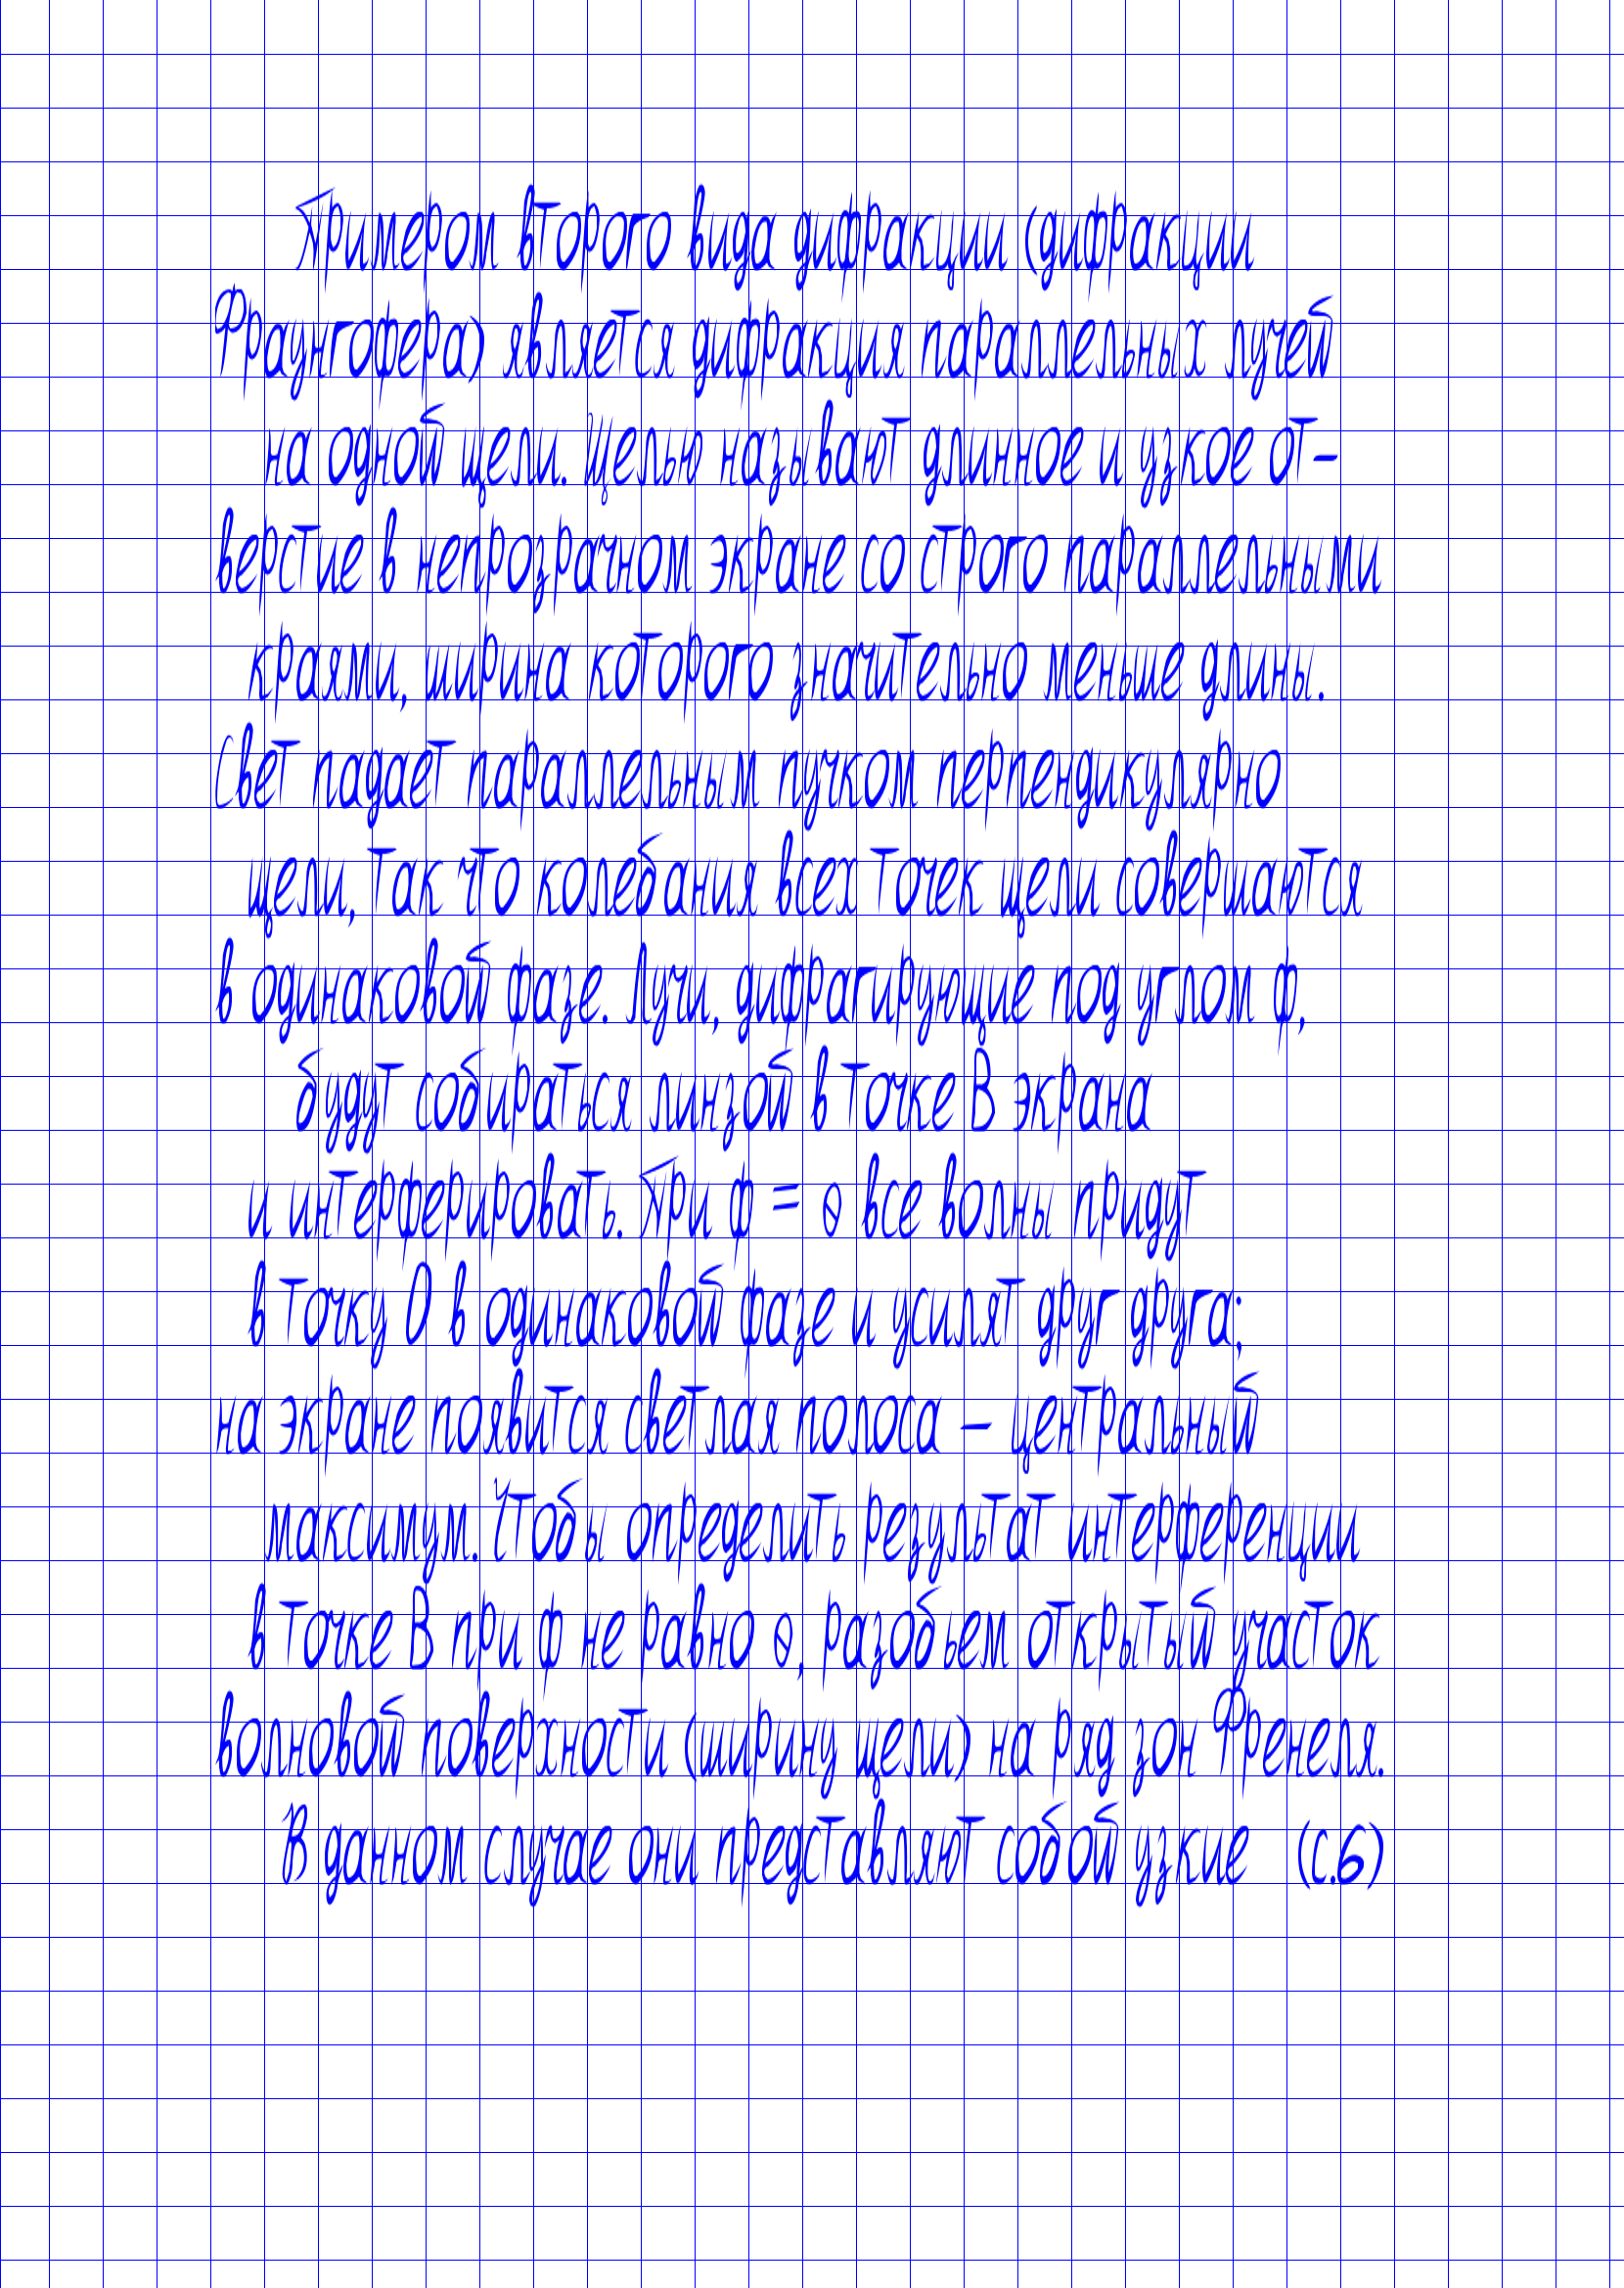 Примером второго вида дифракции (дифракции
Фраунгофера) является дифракция параллельных лучей
на одной щели. Щелью называют длинное и узкое от-
верстие в непрозрачном экране со строго параллельными
краями, ширина которого значительно меньше длины.
Свет падает параллельным пучком перпендикулярно
щели, так что колебания всех точек щели совершаются
в одинаковой фазе. Лучи, дифрагирующие под углом ф,
будут собираться линзой в точке В экрана
и интерферировать. При ф = 0 все волны придут
в точку О в одинаковой фазе и усилят друг друга;
на экране появится светлая полоса – центральный
максимум. Чтобы определить результат интерференции
в точке В при ф не равно 0, разобьем открытый участок
волновой поверхности (ширину щели) на ряд зон Френеля.
В данном случае они представляют собой узкие (с.6)